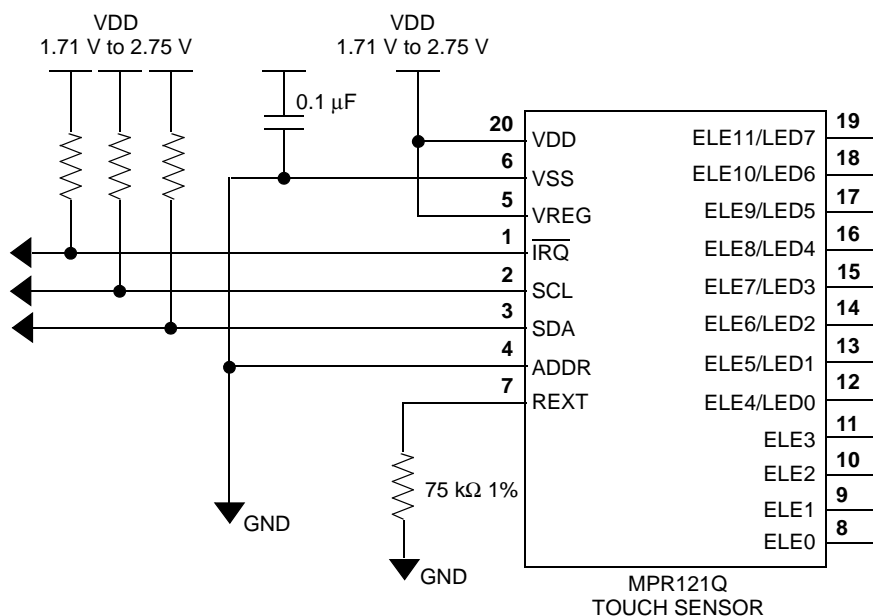 VDD
1.71 V to 2.75 V
VDD
1.71 V to 2.75 V
0.1 μF
20
VDD
6
VSS
5
VREG
1
IRQ
2
SCL
3
SDA
4
ADDR
7
REXT
ELE11/LED7
19
ELE10/LED6
18
ELE9/LED5
17
ELE8/LED4
16
ELE7/LED3
15
ELE6/LED2
14
ELE5/LED1
13
ELE4/LED0
12
ELE3
11
ELE2
10
ELE1
9
ELE0
8
75 kΩ 1%
GND
GND
MPR121Q
TOUCH SENSOR